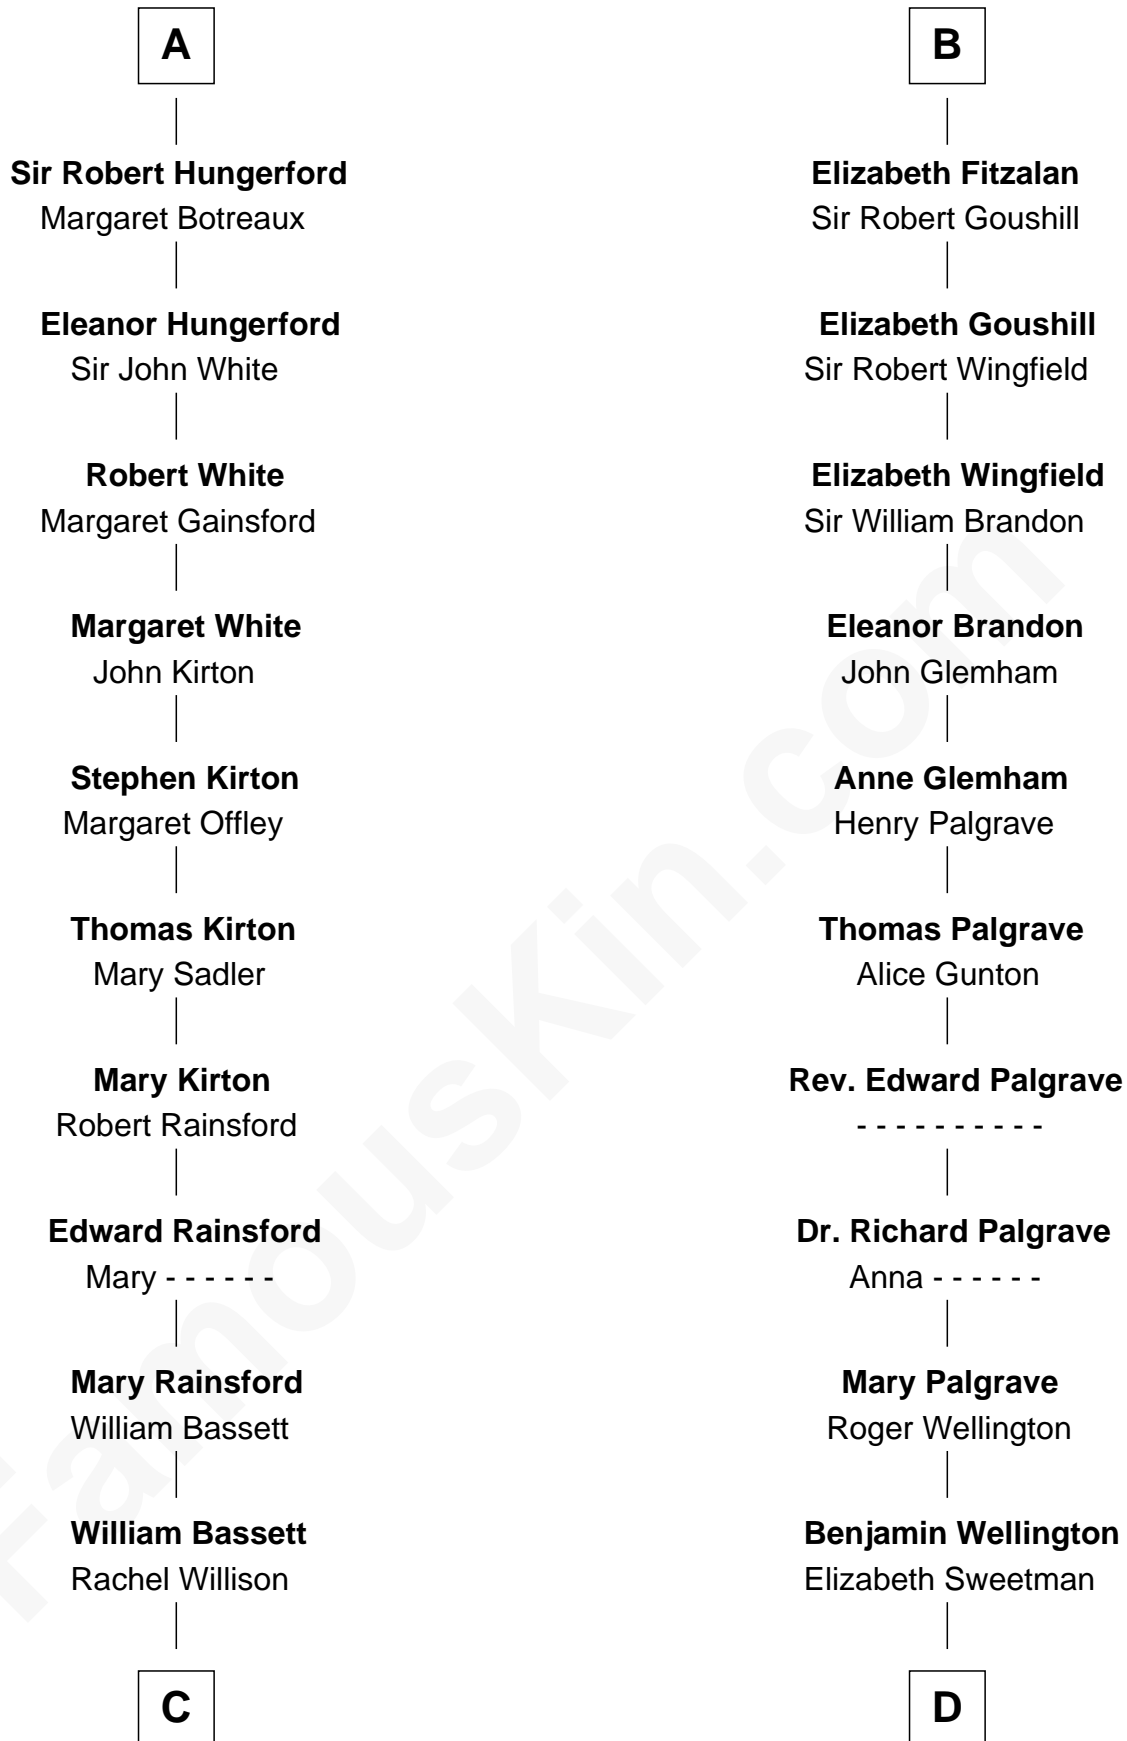 A
Sir Robert Hungerford
Margaret Botreaux
Eleanor Hungerford
Sir John White
Robert White
Margaret Gainsford
Margaret White
John Kirton
Stephen Kirton
Margaret Offley
Thomas Kirton
Mary Sadler
Mary Kirton
Robert Rainsford
Edward Rainsford
Mary - - - - - -
Mary Rainsford
William Bassett
William Bassett
Rachel Willison
C
B
Elizabeth Fitzalan
Sir Robert Goushill
Elizabeth Goushill
Sir Robert Wingfield
Elizabeth Wingfield
Sir William Brandon
Eleanor Brandon
John Glemham
Anne Glemham
Henry Palgrave
Thomas Palgrave
Alice Gunton
Rev. Edward Palgrave
- - - - - - - - - -
Dr. Richard Palgrave
Anna - - - - - -
Mary Palgrave
Roger Wellington
Benjamin Wellington
Elizabeth Sweetman
D
FamousKin.com